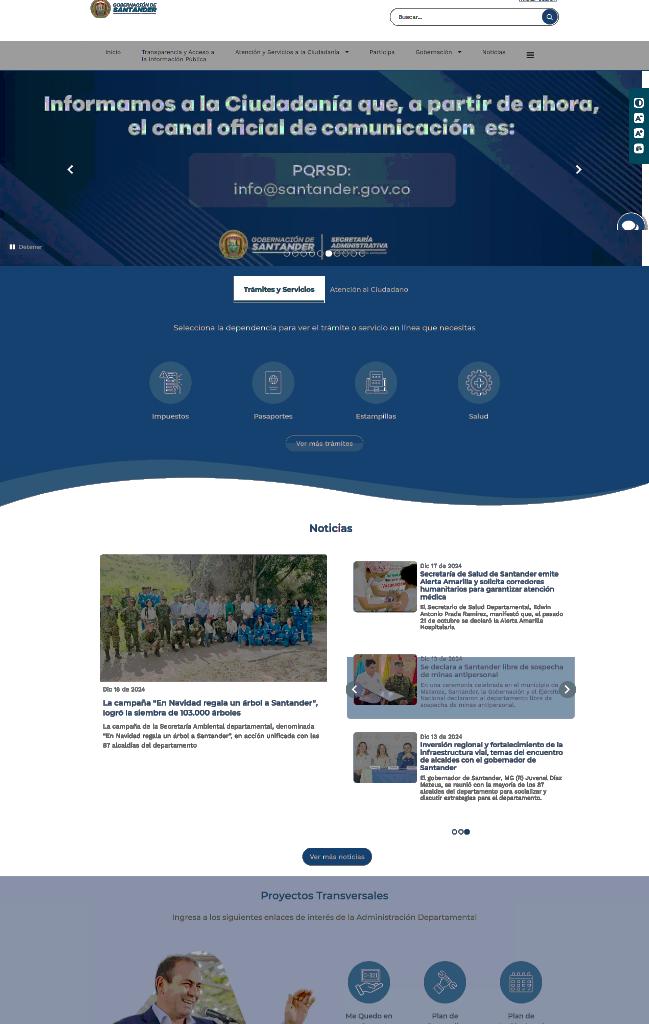 GOBERNACIÓN DE
SANTANDER
Buscar...
Inicio
Transparencia y Acceso a
la Información Pública
Atención y Servicios a la Ciudadanía
Participa
Gobernación
Noticias
Informamos a la Ciudadanía que, a partir de ahora,
el canal oficial de comunicación es:
PQRSD:
info@santander.gov.co
GOBERNACIÓN DE
SANTANDER
SECRETARÍA
ADMINISTRATIVA
Detener
Trámites y Servicios
Atención al Ciudadano
Selecciona la dependencia para ver el trámite o servicio en línea que necesitas
Impuestos
Pasaportes
Estampillas
Salud
Ver más trámites
Noticias
Dic 16 de 2024
La campaña "En Navidad regala un árbol a Santander",
logró la siembra de 103.000 árboles
La campaña de la Secretaría Ambiental departamental, denominada
"En Navidad regala un árbol a Santander", en acción unificada con las
87 alcaldías del departamento
Dic 17 de 2024
Secretaría de Salud de Santander emite
Alerta Amarilla y solicita corredores
humanitarios para garantizar atención
médica
El Secretario de Salud Departamental, Edwin
Antonio Prada Ramírez, manifestó que, el pasado
21 de octubre se declaró la Alerta Amarilla
Hospitalaria
Dic 13 de 2024
Se declara a Santander libre de sospecha
de minas antipersonal
En una ceremonia celebrada en el municipio de
Matanza, Santander, la Gobernación y el Ejército
Nacional declararon al departamento libre de
sospecha de minas antipersonal.
Dic 13 de 2024
Inversión regional y fortalecimiento de la
infraestructura vial, temas del encuentro
de alcaldes con el gobernador de
Santander
El gobernador de Santander, MG (R) Juvenal Díaz
Mateus, se reunió con la mayoría de los 87
alcaldes del departamento para socializar y
discutir estrategias para el departamento.
Ver más noticias
Proyectos Transversales
Ingresa a los siguientes enlaces de interés de la Administración Departamental
Me Quedo en
Plan de
Plan de